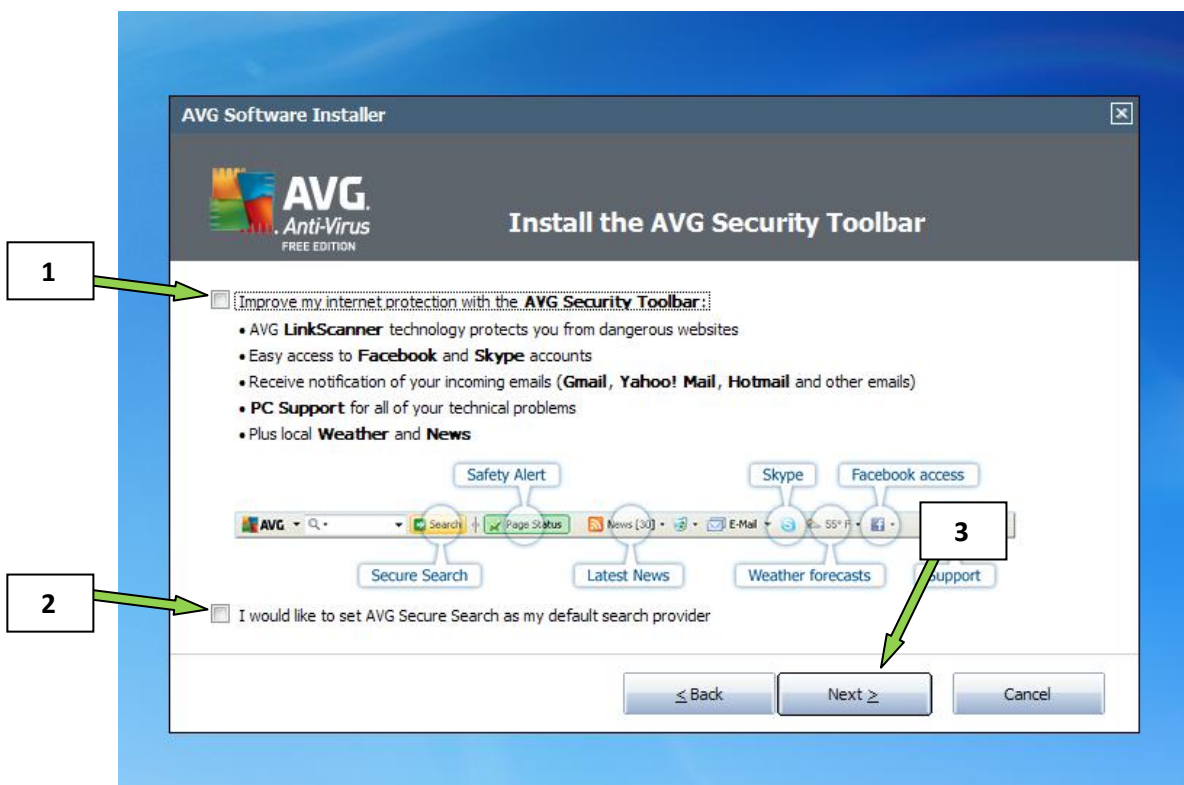 AVG Software Installer
AVG.
Anti-Virus
FREE EDITION
Install the AVG Security Toolbar
1
Improve my internet protection with the AVG Security Toolbar:
• AVG LinkScanner technology protects you from dangerous websites
• Easy access to Facebook and Skype accounts
• Receive notification of your incoming emails (Gmail, Yahoo! Mail, Hotmail and other emails)
• PC Support for all of your technical problems
• Plus local Weather and News
Safety Alert Skype Facebook access
AVG Search Page Status News [30] E-Mail 55° F
3
Secure Search Latest News Weather forecasts Support
2
I would like to set AVG Secure Search as my default search provider
< Back Next > Cancel